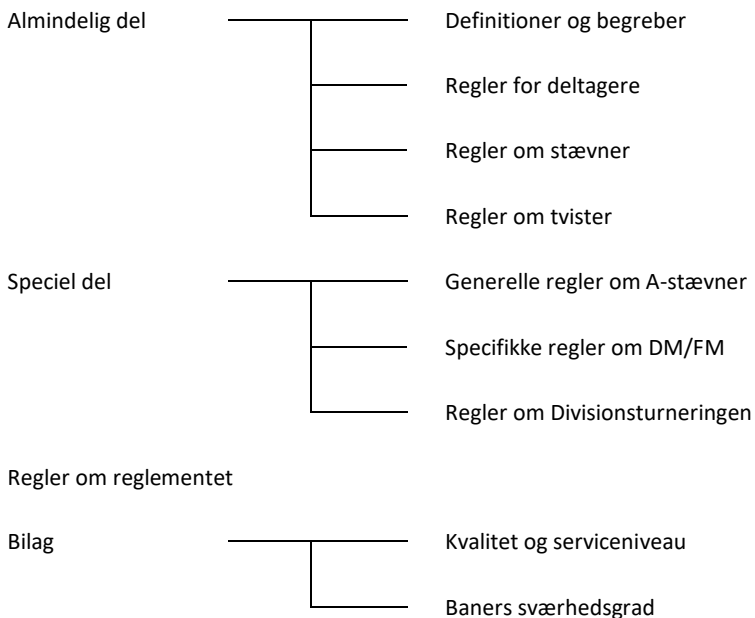 Almindelig del
Definitioner og begreber
Regler for deltagere
Regler om stævner
Regler om tvister
Speciel del
Generelle regler om A-stævner
Specifikke regler om DM/FM
Regler om Divisionsturneringen
Regler om reglementet
Bilag
Kvalitet og serviceniveau
Baners sværhedsgrad